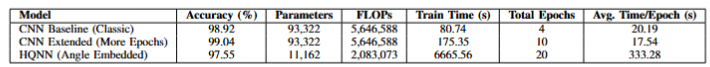 Model Accuracy (%) Parameters FLOPs Train Time (s) Total Epochs Avg. Time/Epoch (s)
CNN Baseline (Classic) 98.92 93,322 5,646,588 80.74 4 20.19
CNN Extended (More Epochs) 99.04 93,322 5,646,588 175.35 10 17.54
HQNN (Angle Embedded) 97.55 11,162 2,083,073 6665.56 20 333.28